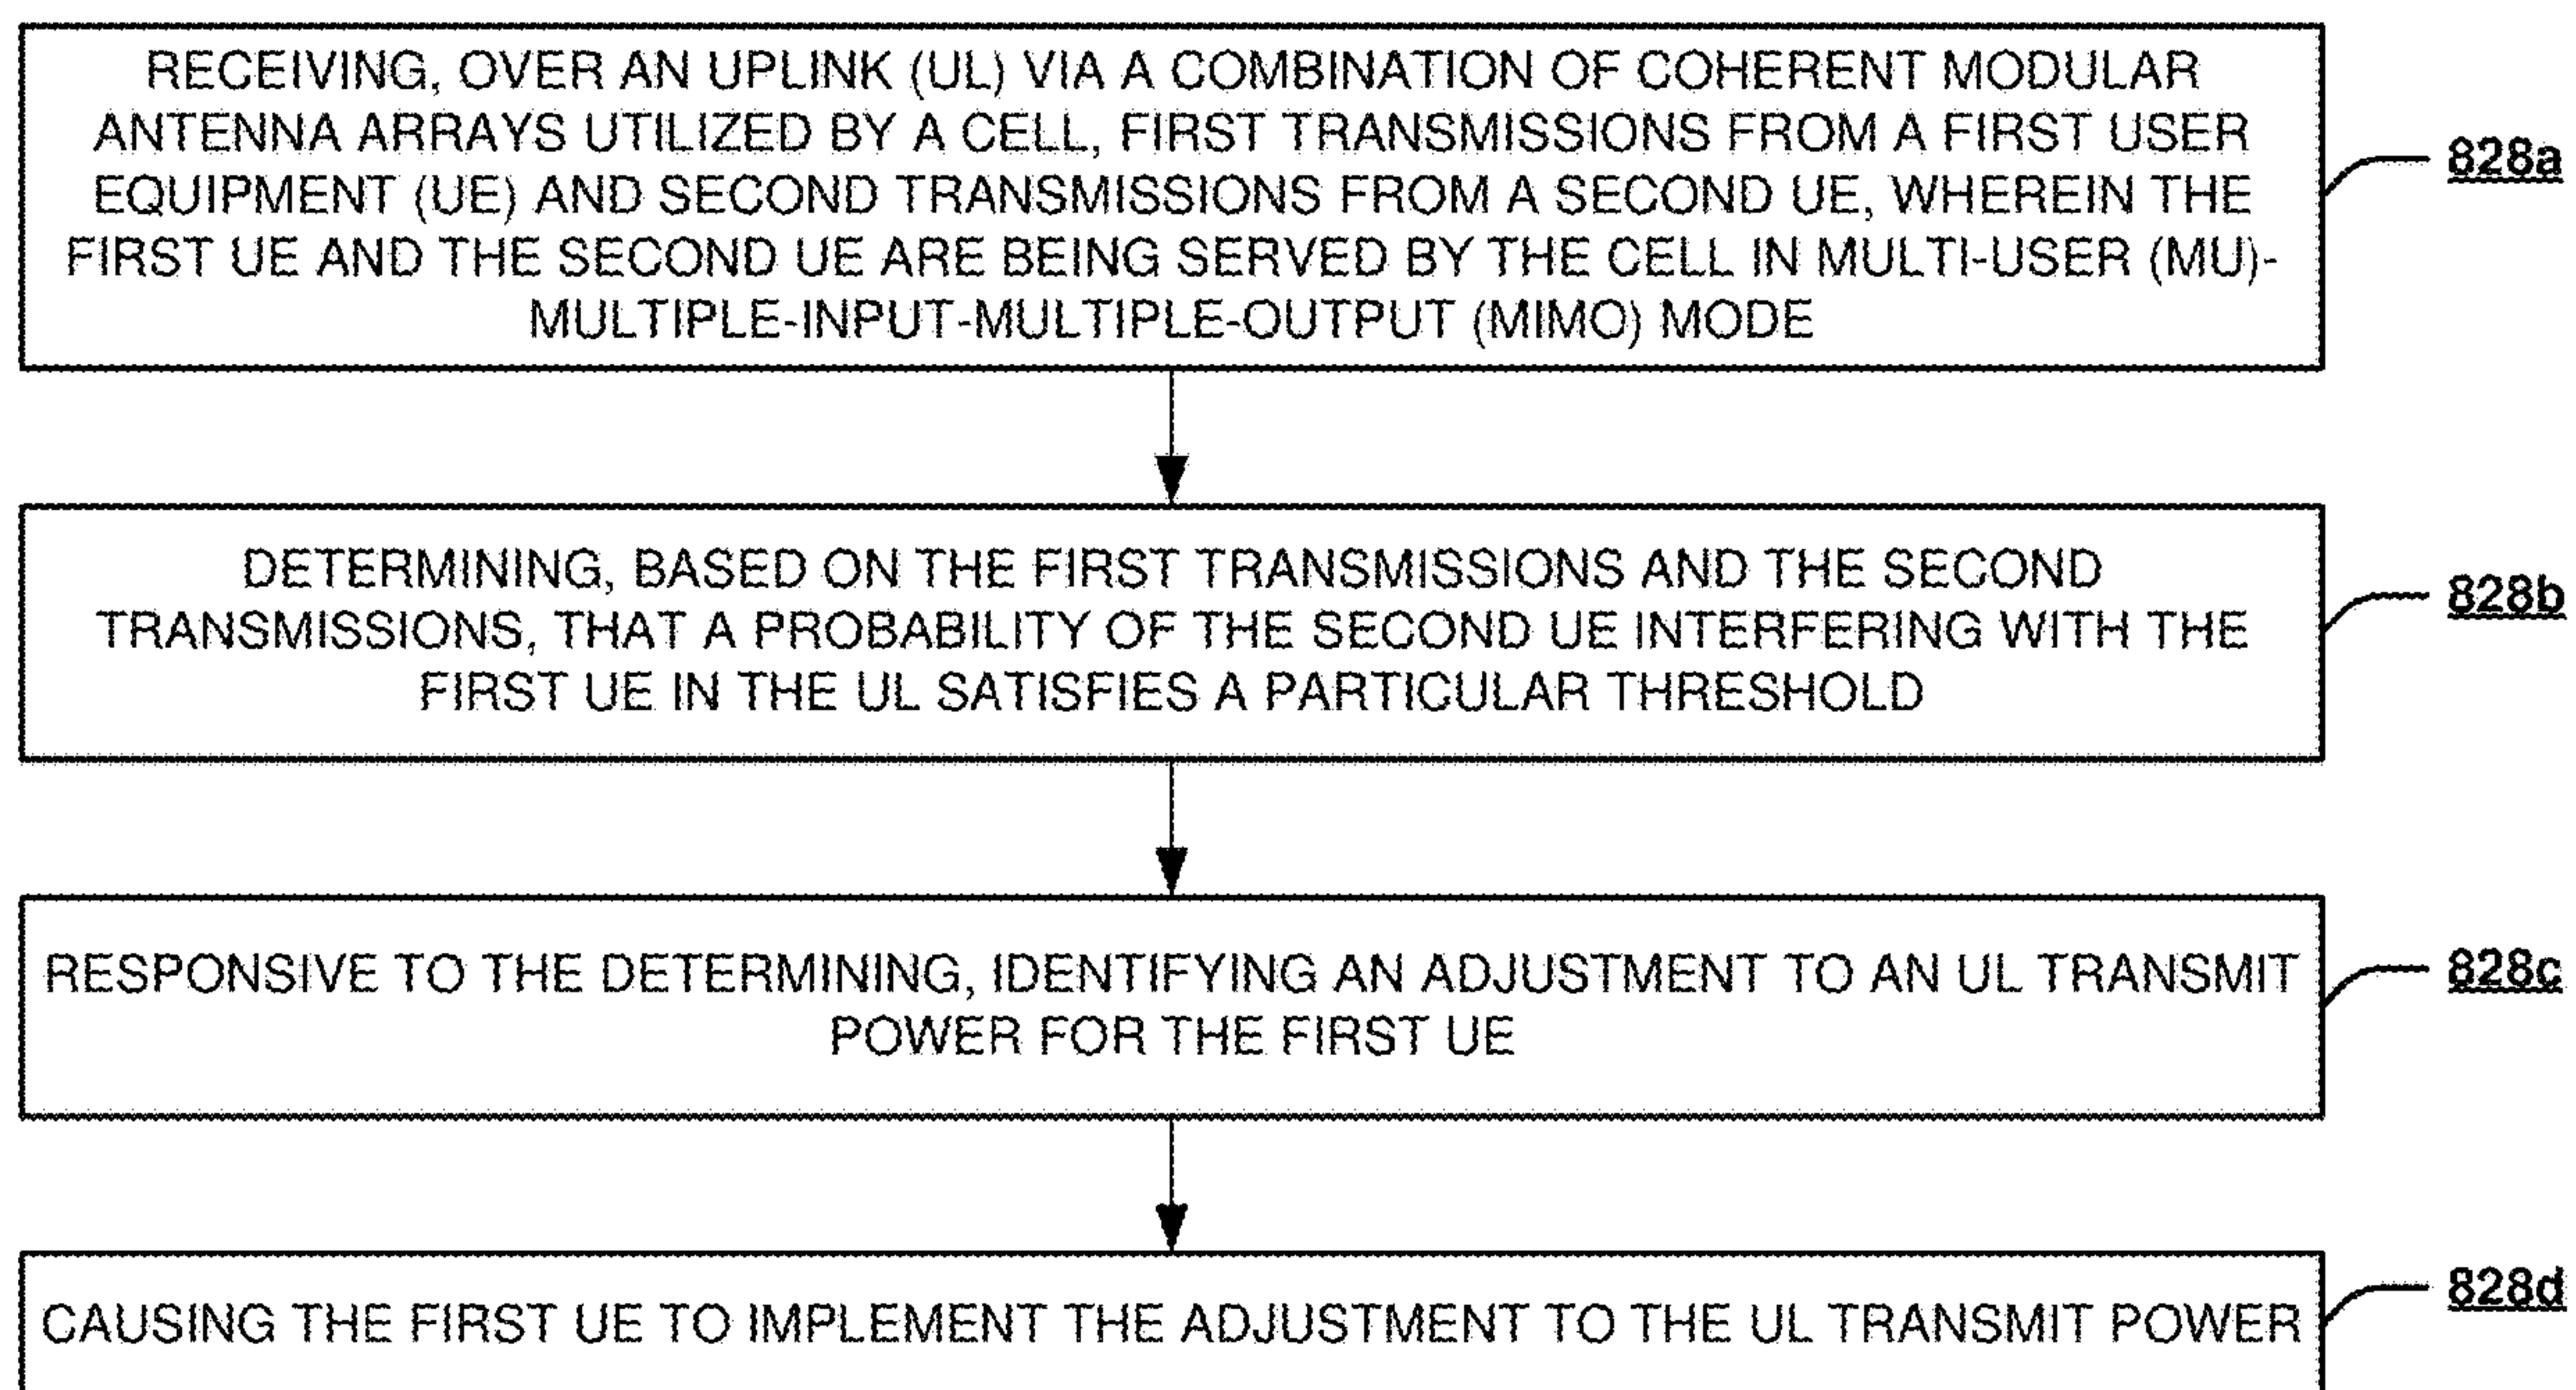 RECEIVING, OVER AN UPLINK (UL) VIA A COMBINATION OF COHERENT MODULAR
ANTENNA ARRAYS UTILIZED BY A CELL, FIRST TRANSMISSIONS FROM A FIRST USER
EQUIPMENT (UE) AND SECOND TRANSMISSIONS FROM A SECOND UE, WHEREIN THE
FIRST UE AND THE SECOND UE ARE BEING SERVED BY THE CELL IN MULTI-USER (MU)-
MULTIPLE-INPUT-MULTIPLE-OUTPUT (MIMO) MODE
828a
DETERMINING, BASED ON THE FIRST TRANSMISSIONS AND THE SECOND
TRANSMISSIONS, THAT A PROBABILITY OF THE SECOND UE INTERFERING WITH THE
FIRST UE IN THE UL SATISFIES A PARTICULAR THRESHOLD
828b
RESPONSIVE TO THE DETERMINING, IDENTIFYING AN ADJUSTMENT TO AN UL TRANSMIT
POWER FOR THE FIRST UE
828c
CAUSING THE FIRST UE TO IMPLEMENT THE ADJUSTMENT TO THE UL TRANSMIT POWER
828d